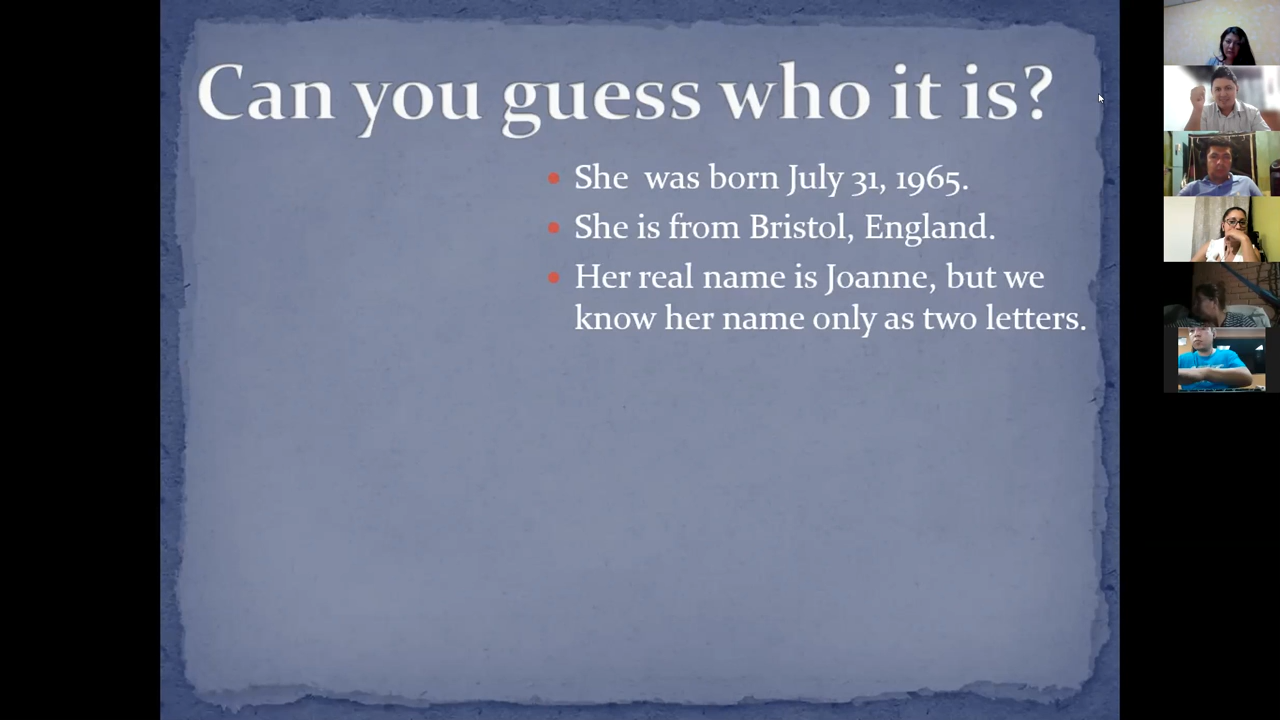 Can you guess who it is?
She was born July 31, 1965.
She is from Bristol, England.
Her real name is Joanne, but we
know her name only as two letters.